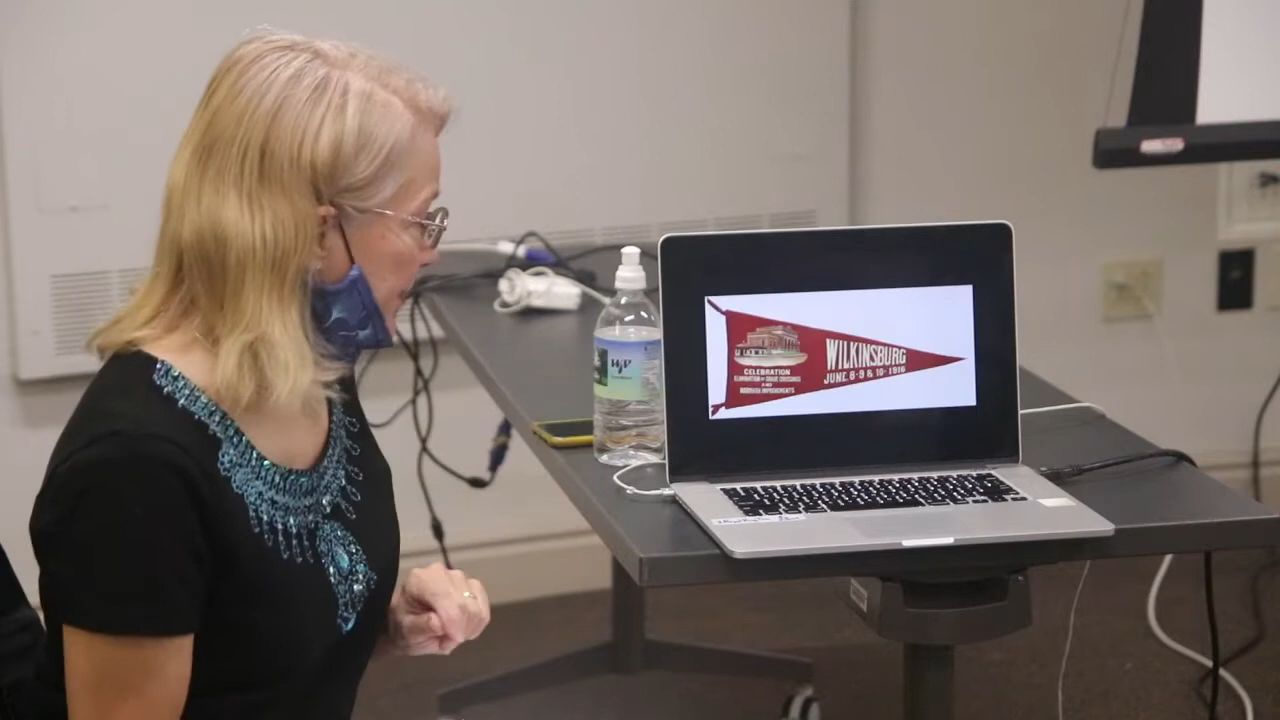 WILKINSBURG
JUNE. 8-9 & 10-1916
CELEBRATION
ELIMINATION OF GRADE CROSSINGS
AND
BOROUGH IMPROVEMENTS